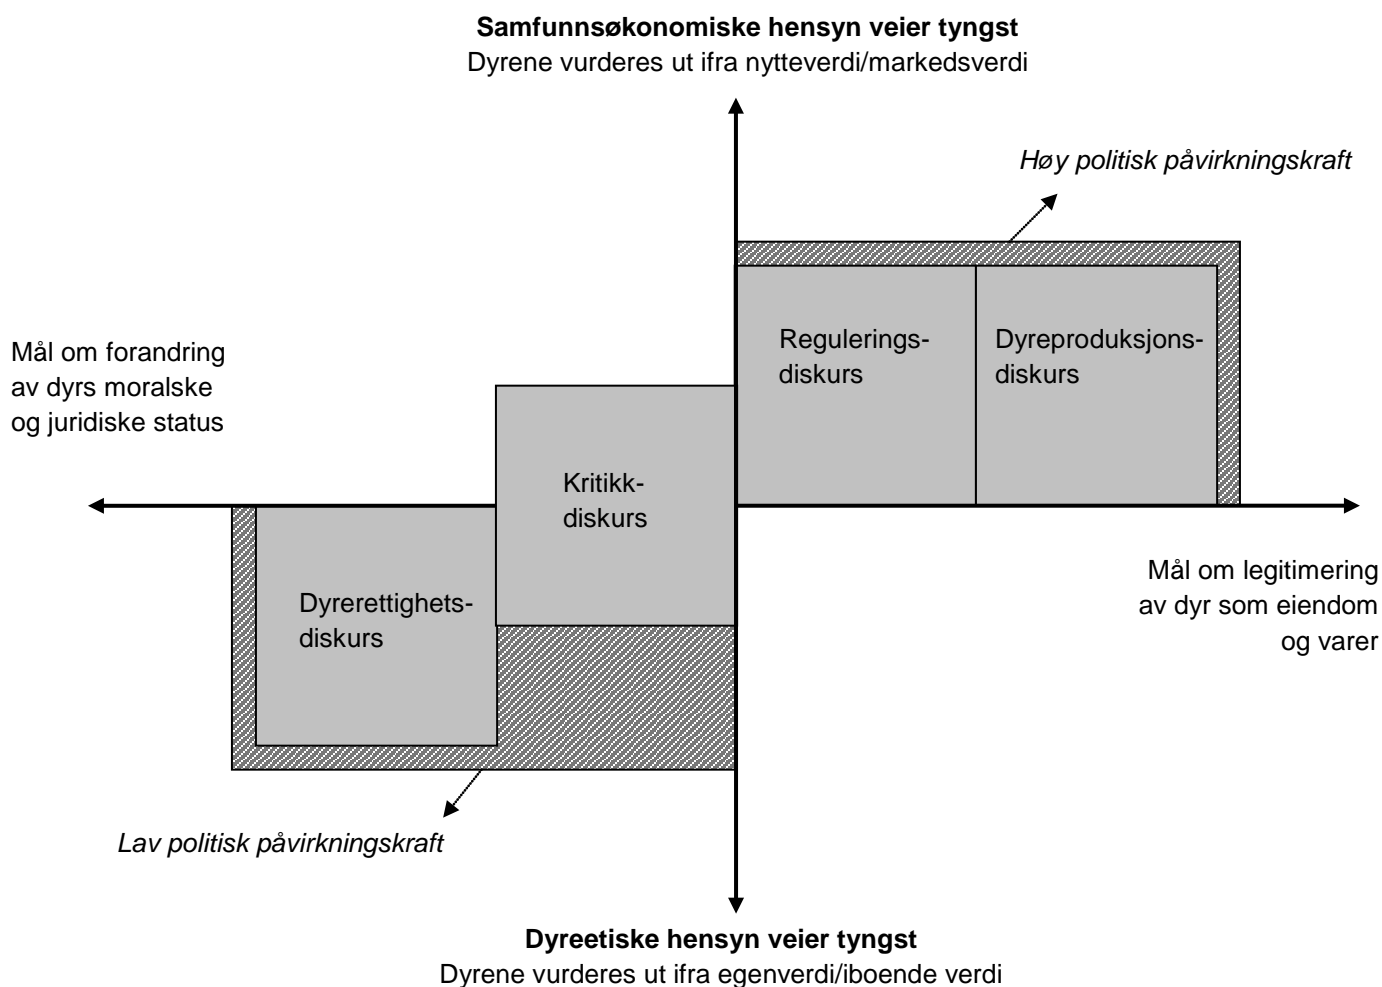 Samfunnsøkonomiske hensyn veier tyngst
Dyrene vurderes ut ifra nytteverdi/markedsverdi
Høy politisk påvirkningskraft
Mål om forandring
av dyrs moralske
og juridiske status
Regulerings-
diskurs
Dyreproduksjons-
diskurs
Kritikk-
diskurs
Dyrerettighets-
diskurs
Mål om legitimering
av dyr som eiendom
og varer
Lav politisk påvirkningskraft
Dyreetiske hensyn veier tyngst
Dyrene vurderes ut ifra egenverdi/iboende verdi